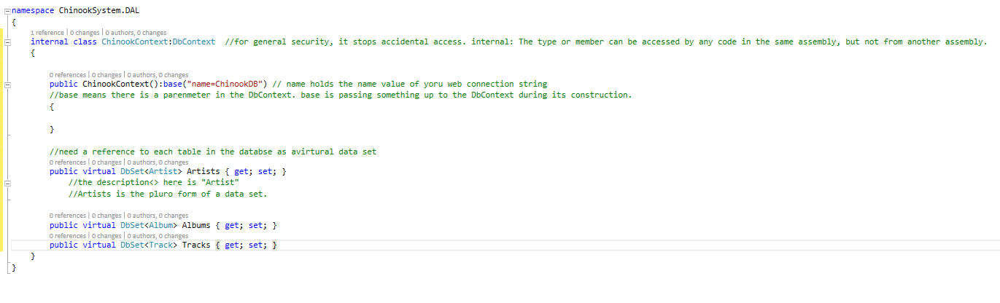 namespace ChinookSystem.DAL
{
1 reference | 0 changes | 0 authors, 0 changes
internal class ChinookContext:DbContext  //for general security, it stops accidental access. internal: The type or member can be accessed by any code in the same assembly, but not from another assembly.
{
0 references | 0 changes | 0 authors, 0 changes
public ChinookContext():base("name=ChinookDB") // name holds the name value of yoru web connection string
//base means there is a parenmeter in the DbContext. base is passing something up to the DbContext during its construction.
{
}
//need a reference to each table in the databse as avirtural data set
0 references | 0 changes | 0 authors, 0 changes
public virtual DbSet<Artist> Artists { get; set; }
//the description<> here is "Artist"
//Artists is the pluro form of a data set.
0 references | 0 changes | 0 authors, 0 changes
public virtual DbSet<Album> Albums { get; set; }
0 references | 0 changes | 0 authors, 0 changes
public virtual DbSet<Track> Tracks { get; set; }
}
}